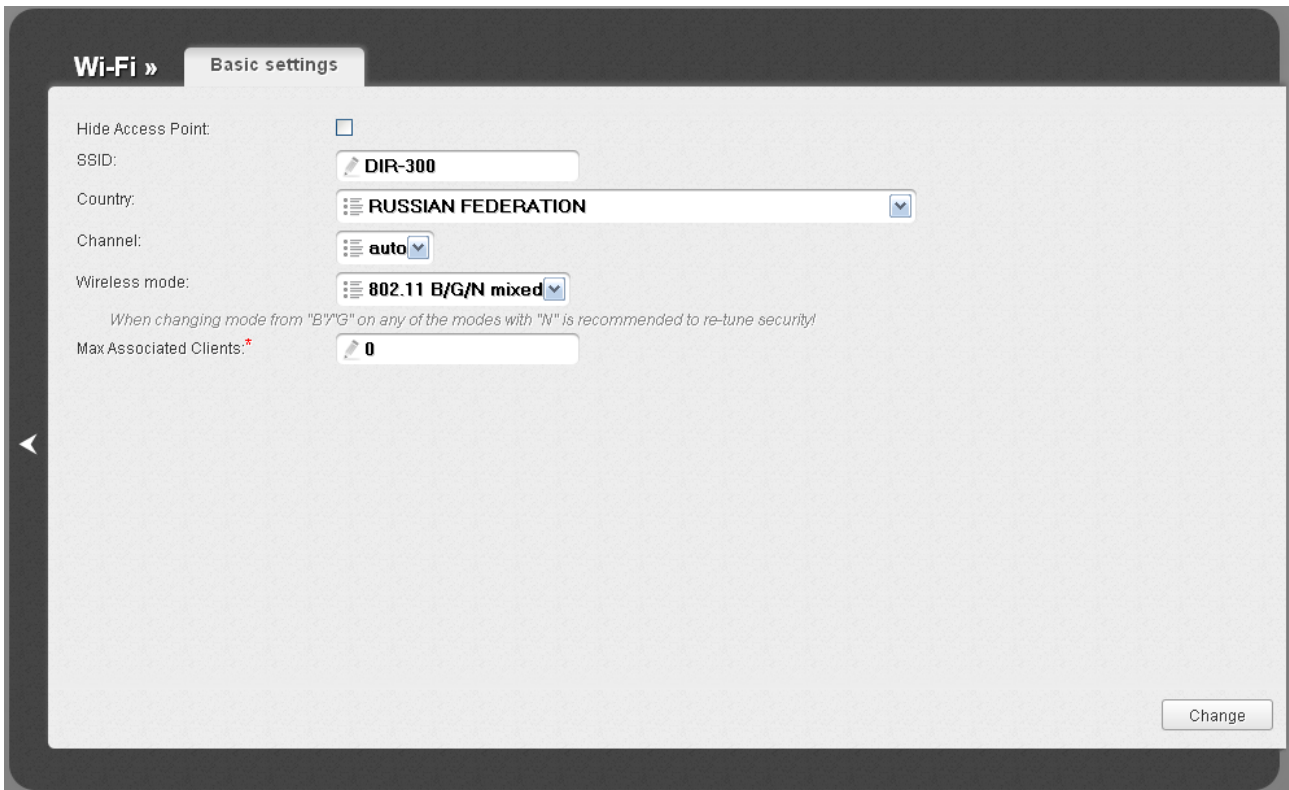 Wi-Fi » Basic settings
Hide Access Point:
SSID: DIR-300
Country: RUSSIAN FEDERATION
Channel: auto
Wireless mode: 802.11 B/G/N mixed
When changing mode from "B"/"G" on any of the modes with "N" is recommended to re-tune security!
Max Associated Clients:* 0
Change